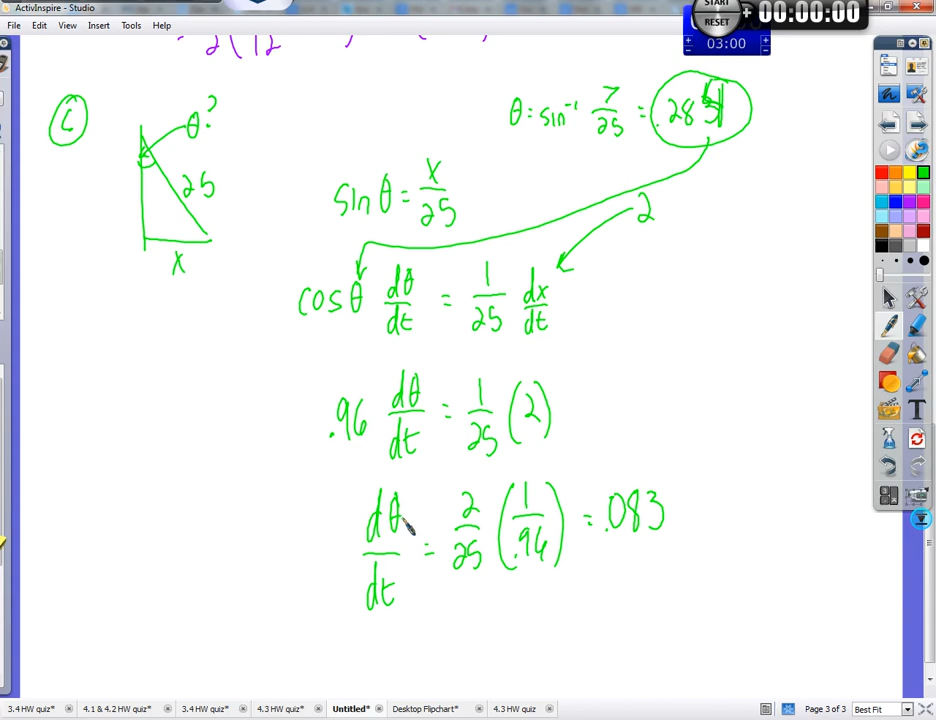 ActivInspire - Studio
File Edit View Insert Tools Help
START
RESET
00:00:00
03:00
2 ( 12
C
θ?
25
x
θ = sin⁻¹ 7/25 =
sin θ = x/25
2
cos θ dθ/dt = 1/25 dx/dt
.96 dθ/dt = 1/25 (2)
dθ/dt = 2/25 (1/.96) = .083
3.4 HW quiz* 4.1 & 4.2 HW quiz* 3.4 HW quiz* 4.3 HW quiz* Untitled* Desktop Flipchart* 4.3 HW quiz Page 3 of 3 Best Fit